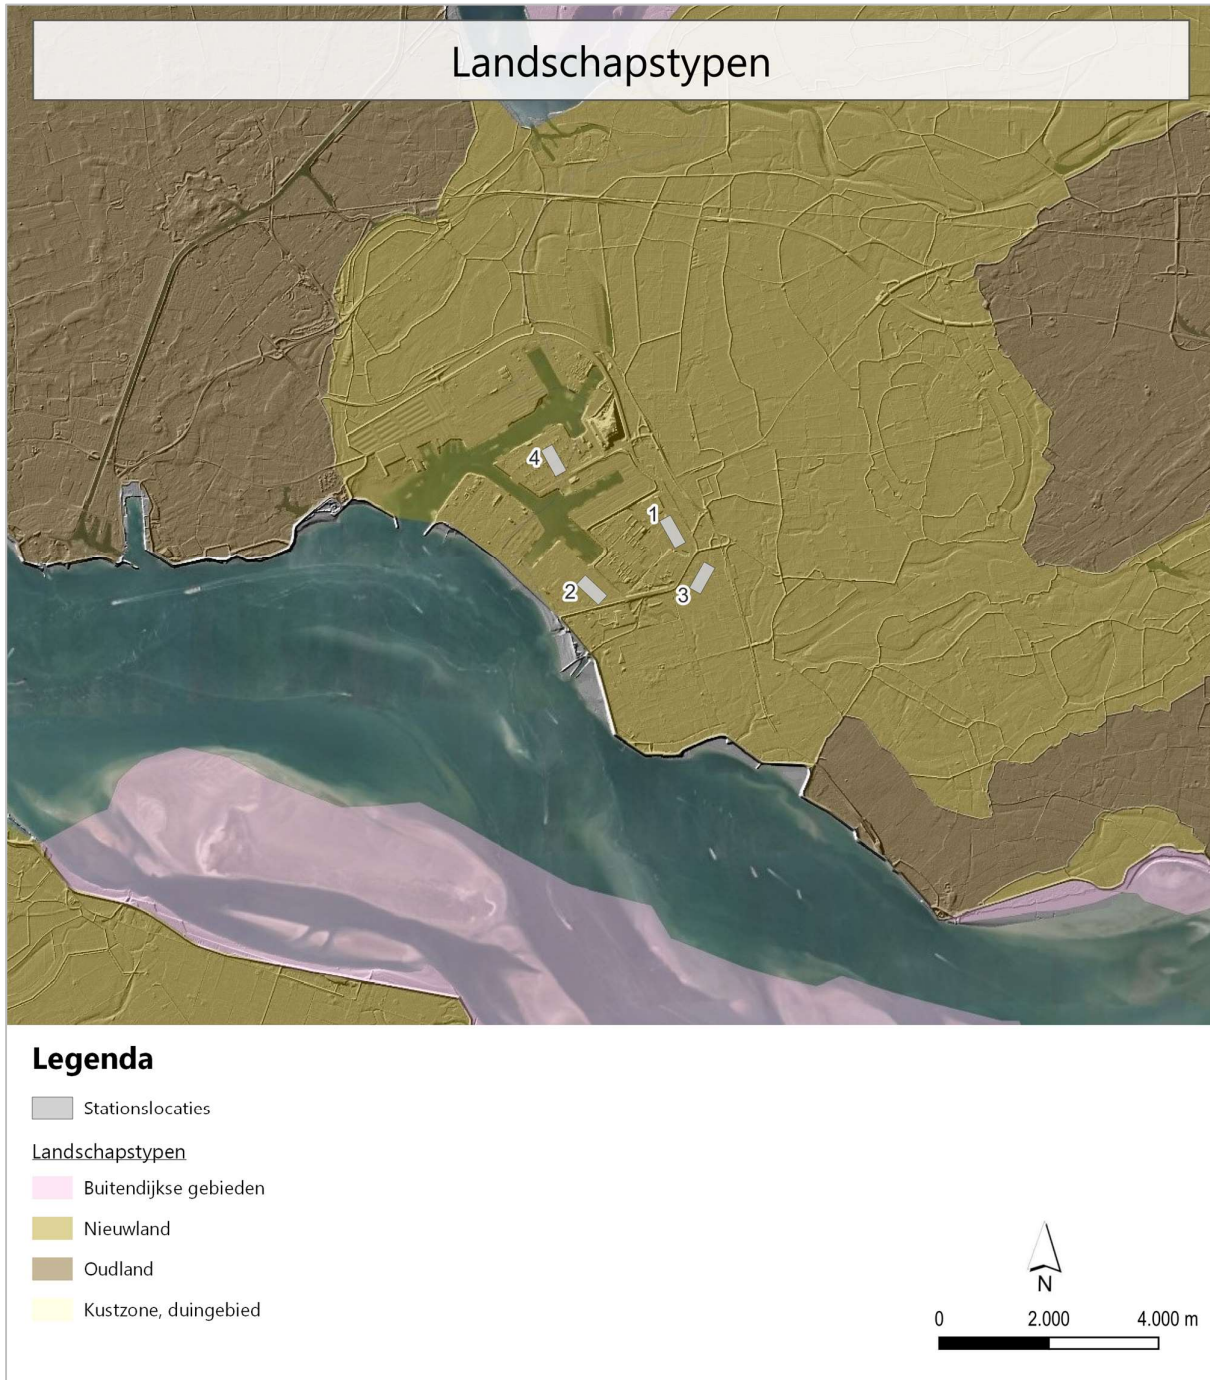 Landschapstypen
4
1
2
3
Legenda
Stationslocaties
Landschapstypen
Buitendijkse gebieden
Nieuwland
Oudland
Kustzone, duingebied
N
0 2.000 4.000 m